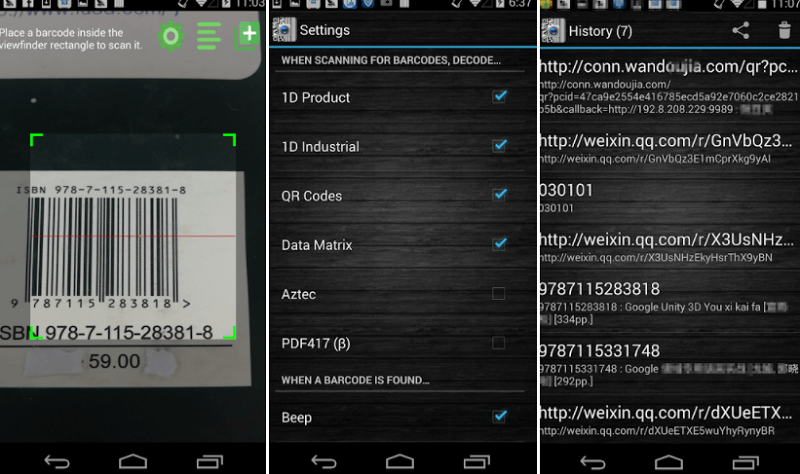 11:03
Place a barcode inside the
viewfinder rectangle to scan it.
ISBN 978-7-115-28381-8
9 787115 283818 >
SBN 978-7-115-28381-8
59.00
6:37
Settings
WHEN SCANNING FOR BARCODES, DECODE...
1D Product
1D Industrial
QR Codes
Data Matrix
Aztec
PDF417 (β)
WHEN A BARCODE IS FOUND...
Beep
11:07
History (7)
http://conn.wandoujia.com/qr?pc...
http://conn.wandoujia.com/
qr?pcid=47ca9e2554e416785ecd5a92e7060c2ce2821
b5b&callback=http://192.8.208.229:9989 :
http://weixin.qq.com/r/GnVbQz3...
http://weixin.qq.com/r/GnVbQz3E1mCprXkg9yAI
030101
030101
http://weixin.qq.com/r/X3UsNHz...
http://weixin.qq.com/r/X3UsNHzEkyHsrThX9yBN
9787115283818
9787115283818 : Google Unity 3D You xi kai fa [
] [334pp.]
9787115331748
9787115331748 : Google
] [292pp.]
http://weixin.qq.com/r/dXUeETX...
http://weixin.qq.com/r/dXUeETXE5wuYhyRynyBR